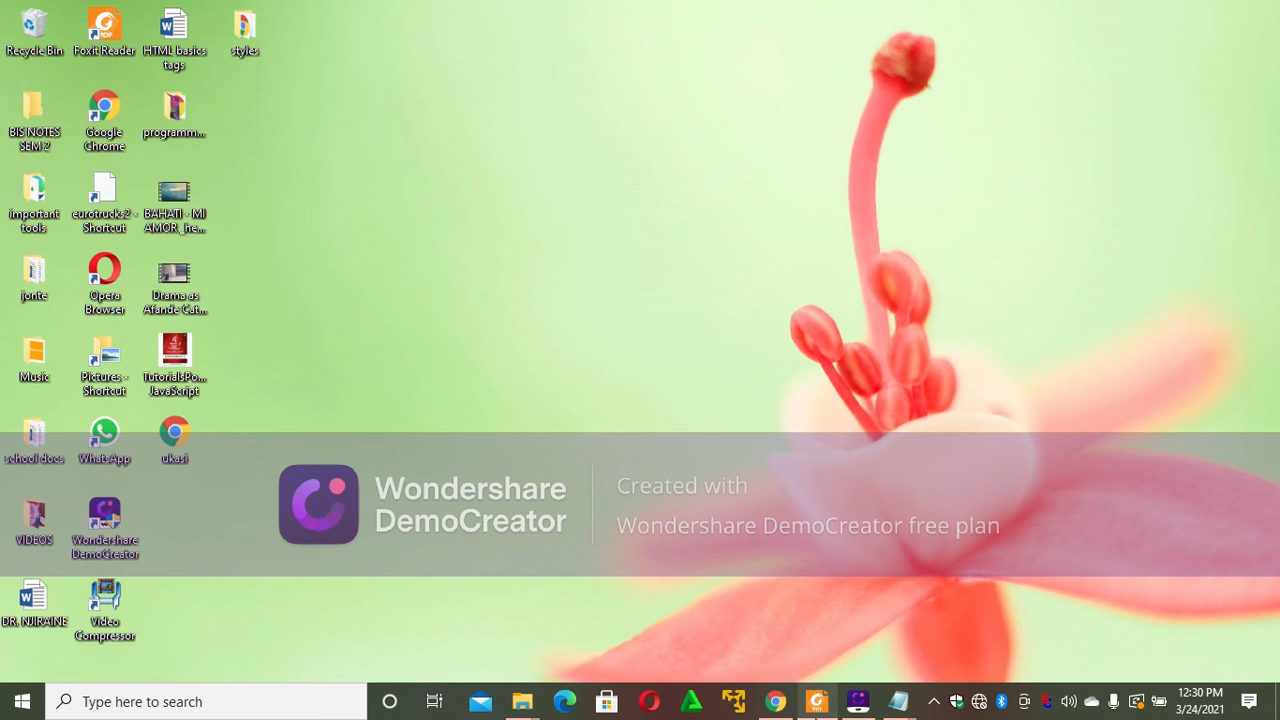 Recycle Bin
Foxit Reader
HTML basics
tags
styles
BIS NOTES
SEM 2
Google
Chrome
programm...
important
tools
eurotrucks2 -
Shortcut
BAHATI - MI
AMOR_he...
jonte
Opera
Browser
Drama as
Afande Cat...
Music
Pictures -
Shortcut
TutorialsPo...
JavaScript
school docs
WhatsApp
ukasi
VIDEOS
Wondershare
DemoCreator
DR. NJIRAINE
Video
Compressor
Wondershare
DemoCreator
Created with
Wondershare DemoCreator free plan
Type here to search
12:30 PM
3/24/2021